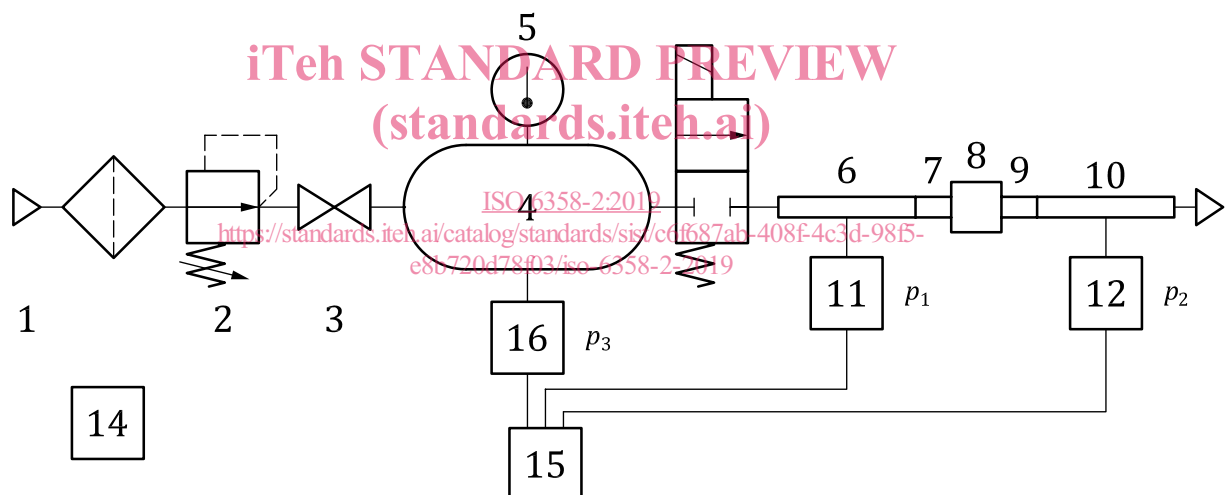 5
iTeh STANDARD PREVIEW
(standards.iteh.ai)
6 7 8 9 10
ISO 6358-2:2019
4
https://standards.iteh.ai/catalog/standards/sist/c6f687ab-408f-4c3d-98f5-
e8b720d78f03/iso-6358-2-2019
11 p1 12 p2
1 2 3 16 p3
14
15